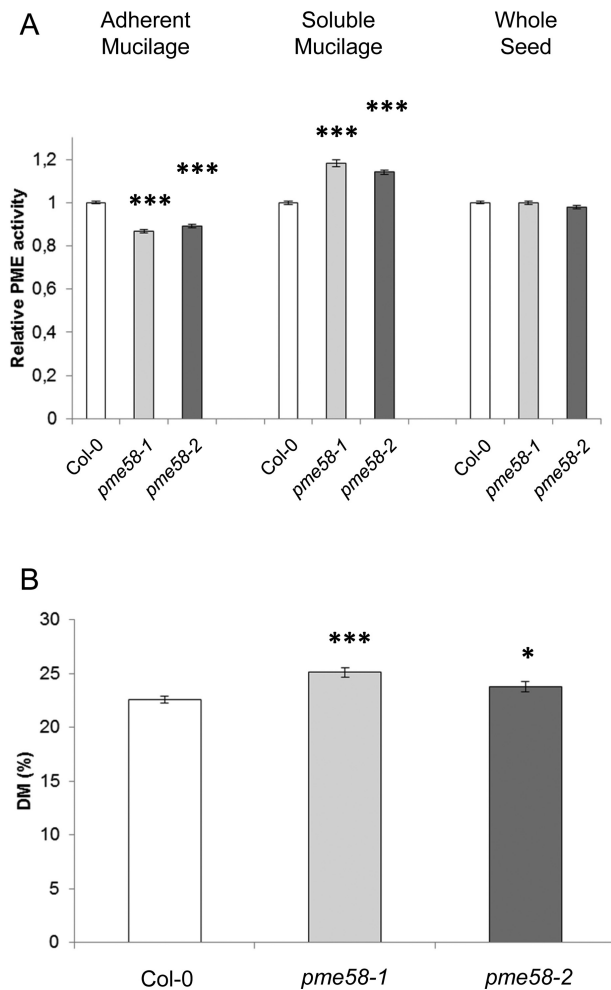 A
Adherent
Mucilage
Soluble
Mucilage
Whole
Seed
***
***
***
***
Relative PME activity
1,2
1
0,8
0,6
0,4
0,2
0
Col-0
pme58-1
pme58-2
Col-0
pme58-1
pme58-2
Col-0
pme58-1
pme58-2
B
***
*
DM (%)
30
25
20
15
10
5
0
Col-0
pme58-1
pme58-2